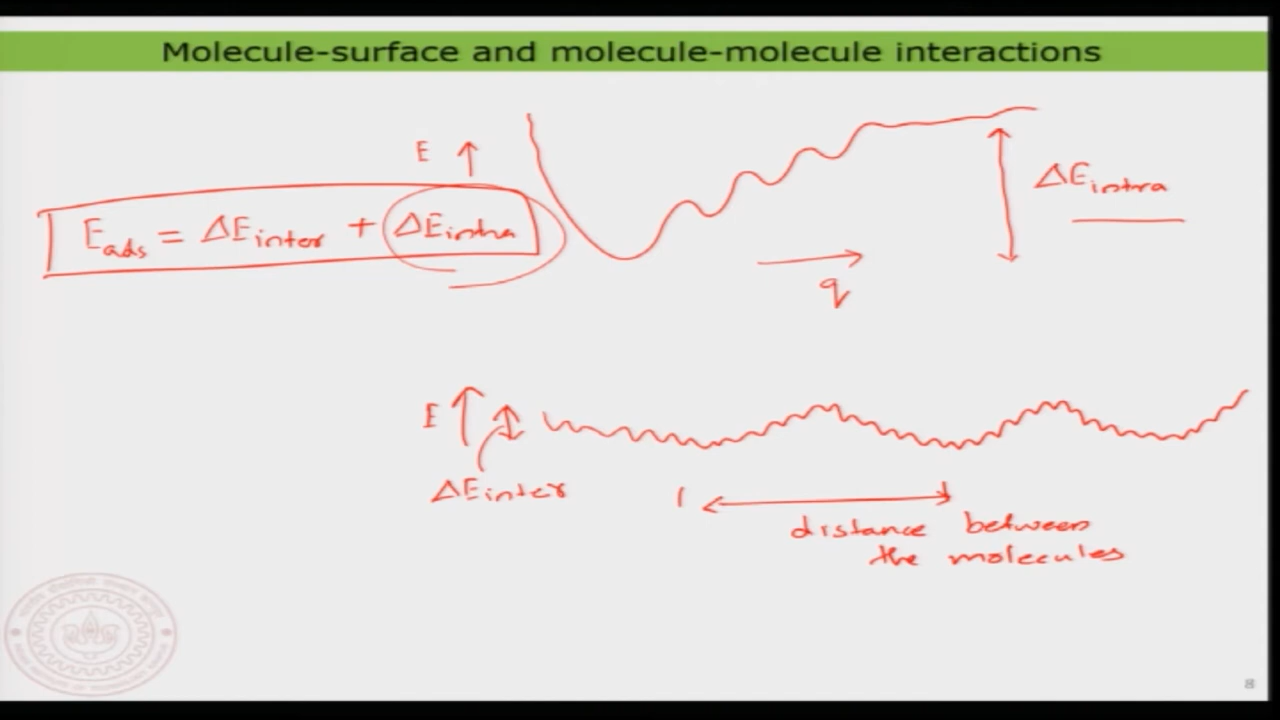 Molecule-surface and molecule-molecule interactions
E
ΔEintra
Eads = ΔEinter + ΔEintra
q
E
ΔEinter
distance between
the molecules
8